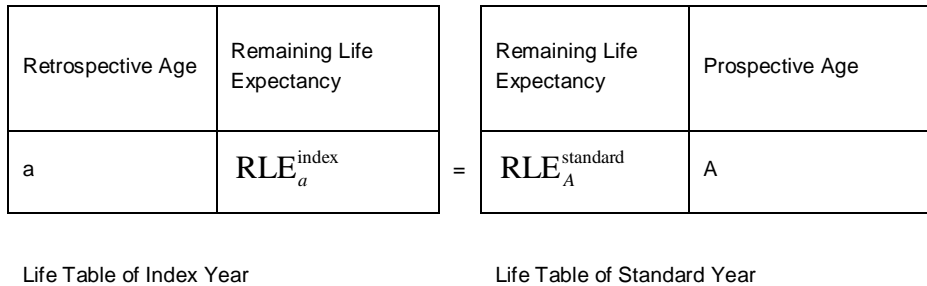 Retrospective Age
Remaining Life
Expectancy
Remaining Life
Expectancy
Prospective Age
a
RLE_a^index
=
RLE_A^standard
A
Life Table of Index Year
Life Table of Standard Year